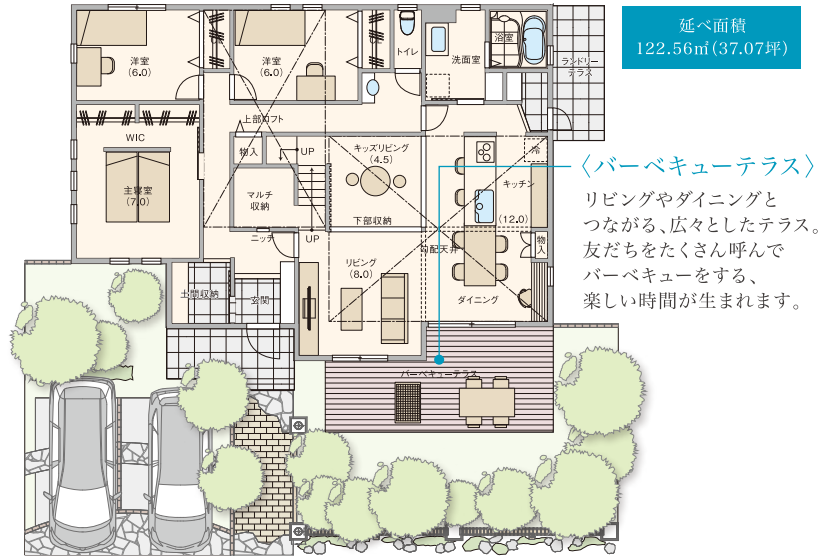 延べ面積
122.56㎡(37.07坪)
洋室
(6.0)
洋室
(6.0)
トイレ
洗面室
浴室
ランドリー
テラス
上部ロフト
WIC
物入
UP
キッズリビング
(4.5)
冷
キッチン
(12.0)
主寝室
(7.0)
マルチ
収納
下部収納
ニッチ
UP
勾配天井
物入
リビング
(8.0)
ダイニング
土間収納
玄関
バーベキューテラス
〈バーベキューテラス〉
リビングやダイニングと
つながる、広々としたテラス。
友だちをたくさん呼んで
バーベキューをする、
楽しい時間が生まれます。